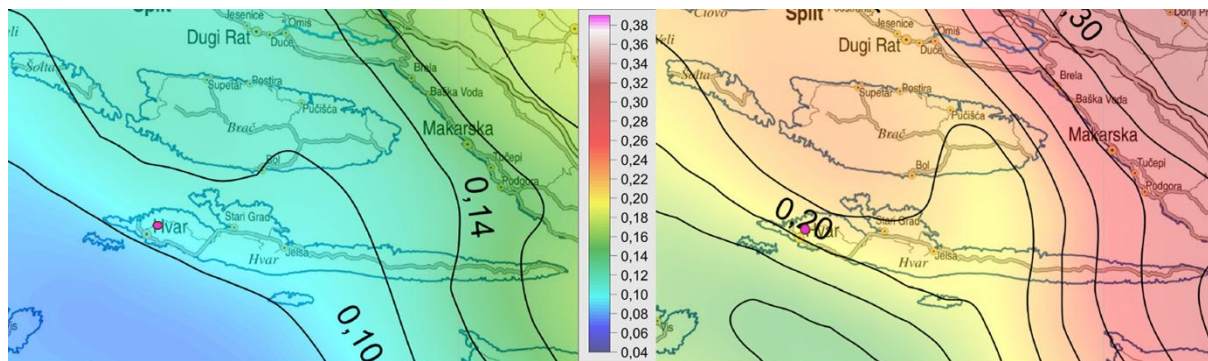 Split
Jesenice
Omiš
Dugi Rat
Duće
Šolta
Supetar
Postira
Pučišća
Brač
Bol
Brela
Baška Voda
Makarska
Tučepi
Podgora
Hvar
Stari Grad
Hvar
Jelsa
0,14
0,10
0,38
0,36
0,34
0,32
0,30
0,28
0,26
0,24
0,22
0,20
0,18
0,16
0,14
0,12
0,10
0,08
0,06
0,04
Split
Jesenice
Omiš
Dugi Rat
Duće
Šolta
Supetar
Postira
Pučišća
Brač
Bol
Brela
Baška Voda
Makarska
Tučepi
Podgora
0,20
Stari Grad
Hvar
Jelsa
Vis